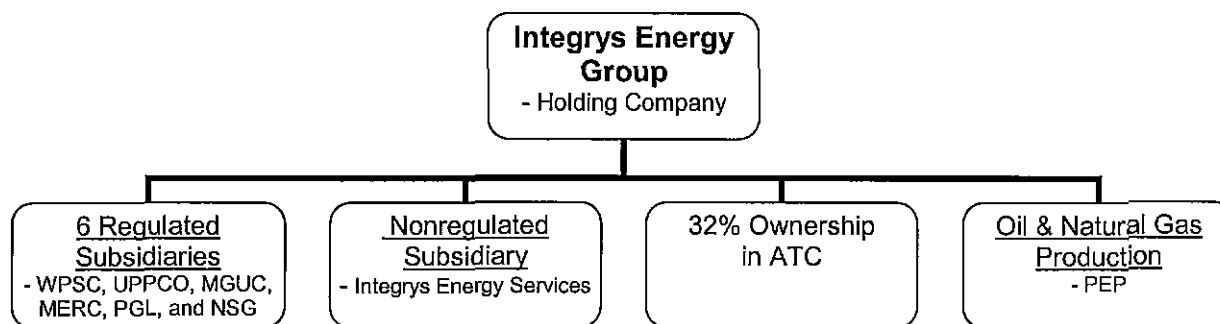 Integrys Energy
Group
- Holding Company
6 Regulated
Subsidiaries
- WPSC, UPPCO, MGUC,
MERC, PGL, and NSG
Nonregulated
Subsidiary
- Integrys Energy Services
32% Ownership
in ATC
Oil & Natural Gas
Production
- PEP